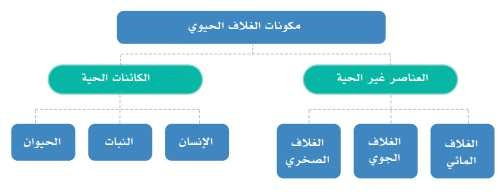 مكونات الغلاف الحيوي
العناصر غير الحية
الكائنات الحية
الغلاف
المائي
الغلاف
الجوي
الغلاف
الصخري
الإنسان
النبات
الحيوان